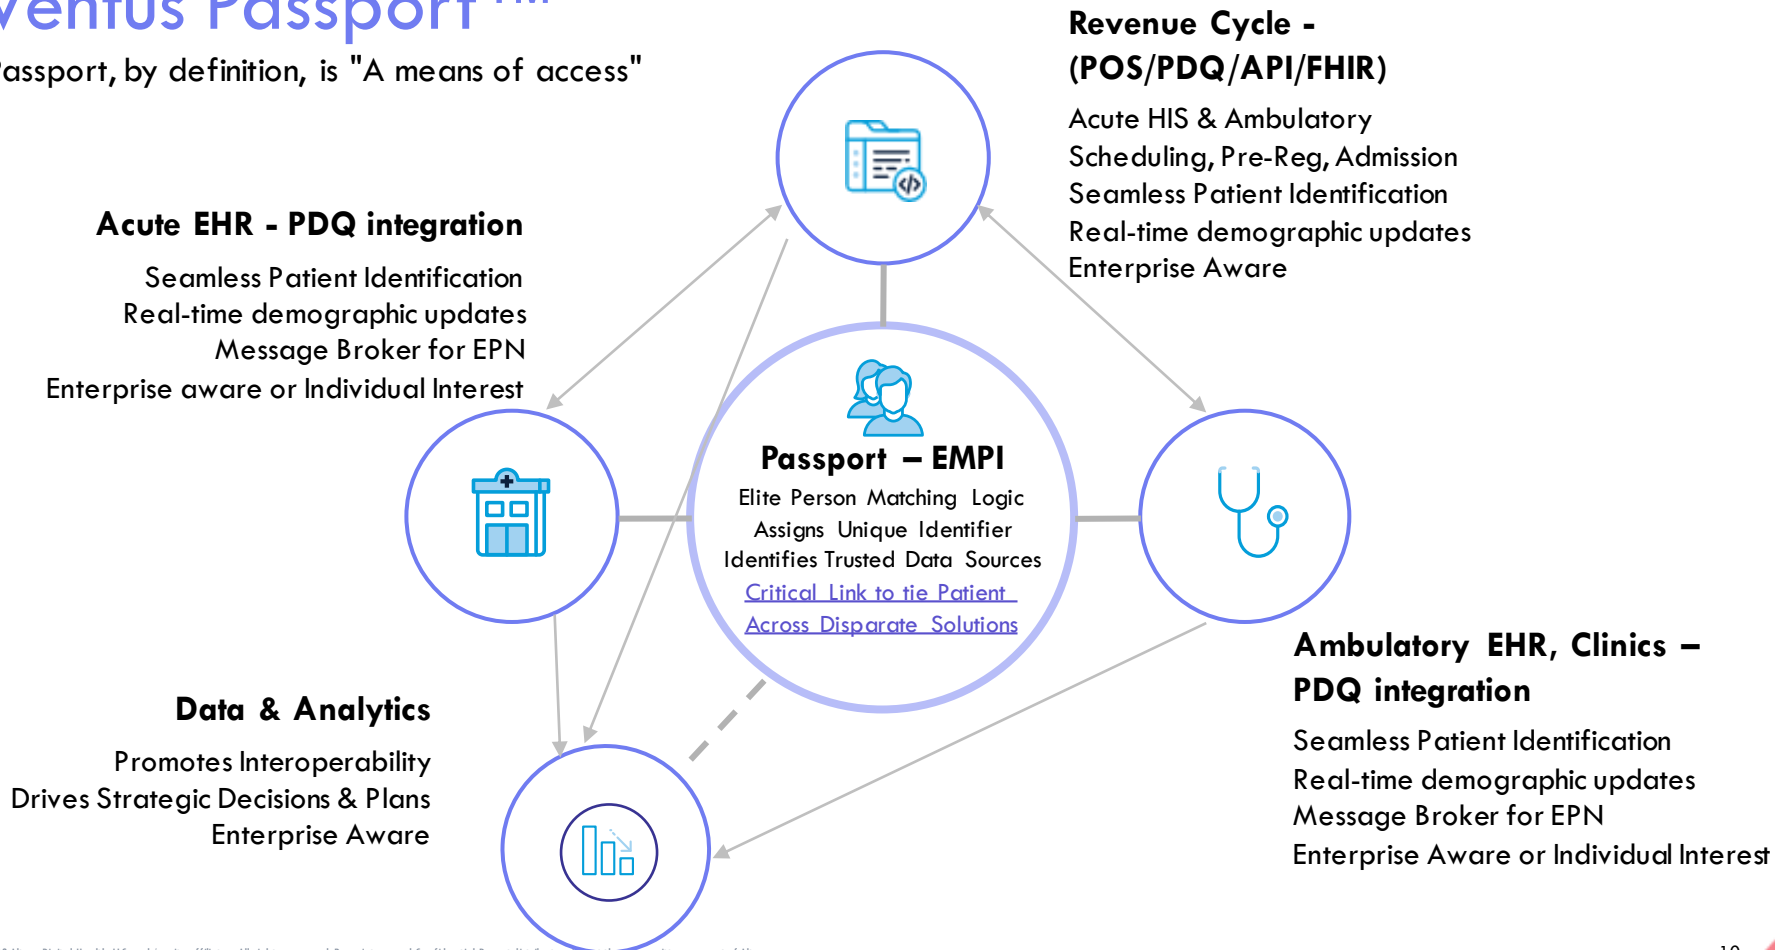 Ventus Passport™
Passport, by definition, is "A means of access"
Revenue Cycle -
(POS/PDQ/API/FHIR)
Acute HIS & Ambulatory
Scheduling, Pre-Reg, Admission
Seamless Patient Identification
Real-time demographic updates
Enterprise Aware
Acute EHR - PDQ integration
Seamless Patient Identification
Real-time demographic updates
Message Broker for EPN
Enterprise aware or Individual Interest
Passport – EMPI
Elite Person Matching Logic
Assigns Unique Identifier
Identifies Trusted Data Sources
Critical Link to tie Patient
Across Disparate Solutions
Ambulatory EHR, Clinics –
PDQ integration
Seamless Patient Identification
Real-time demographic updates
Message Broker for EPN
Enterprise Aware or Individual Interest
Data & Analytics
Promotes Interoperability
Drives Strategic Decisions & Plans
Enterprise Aware